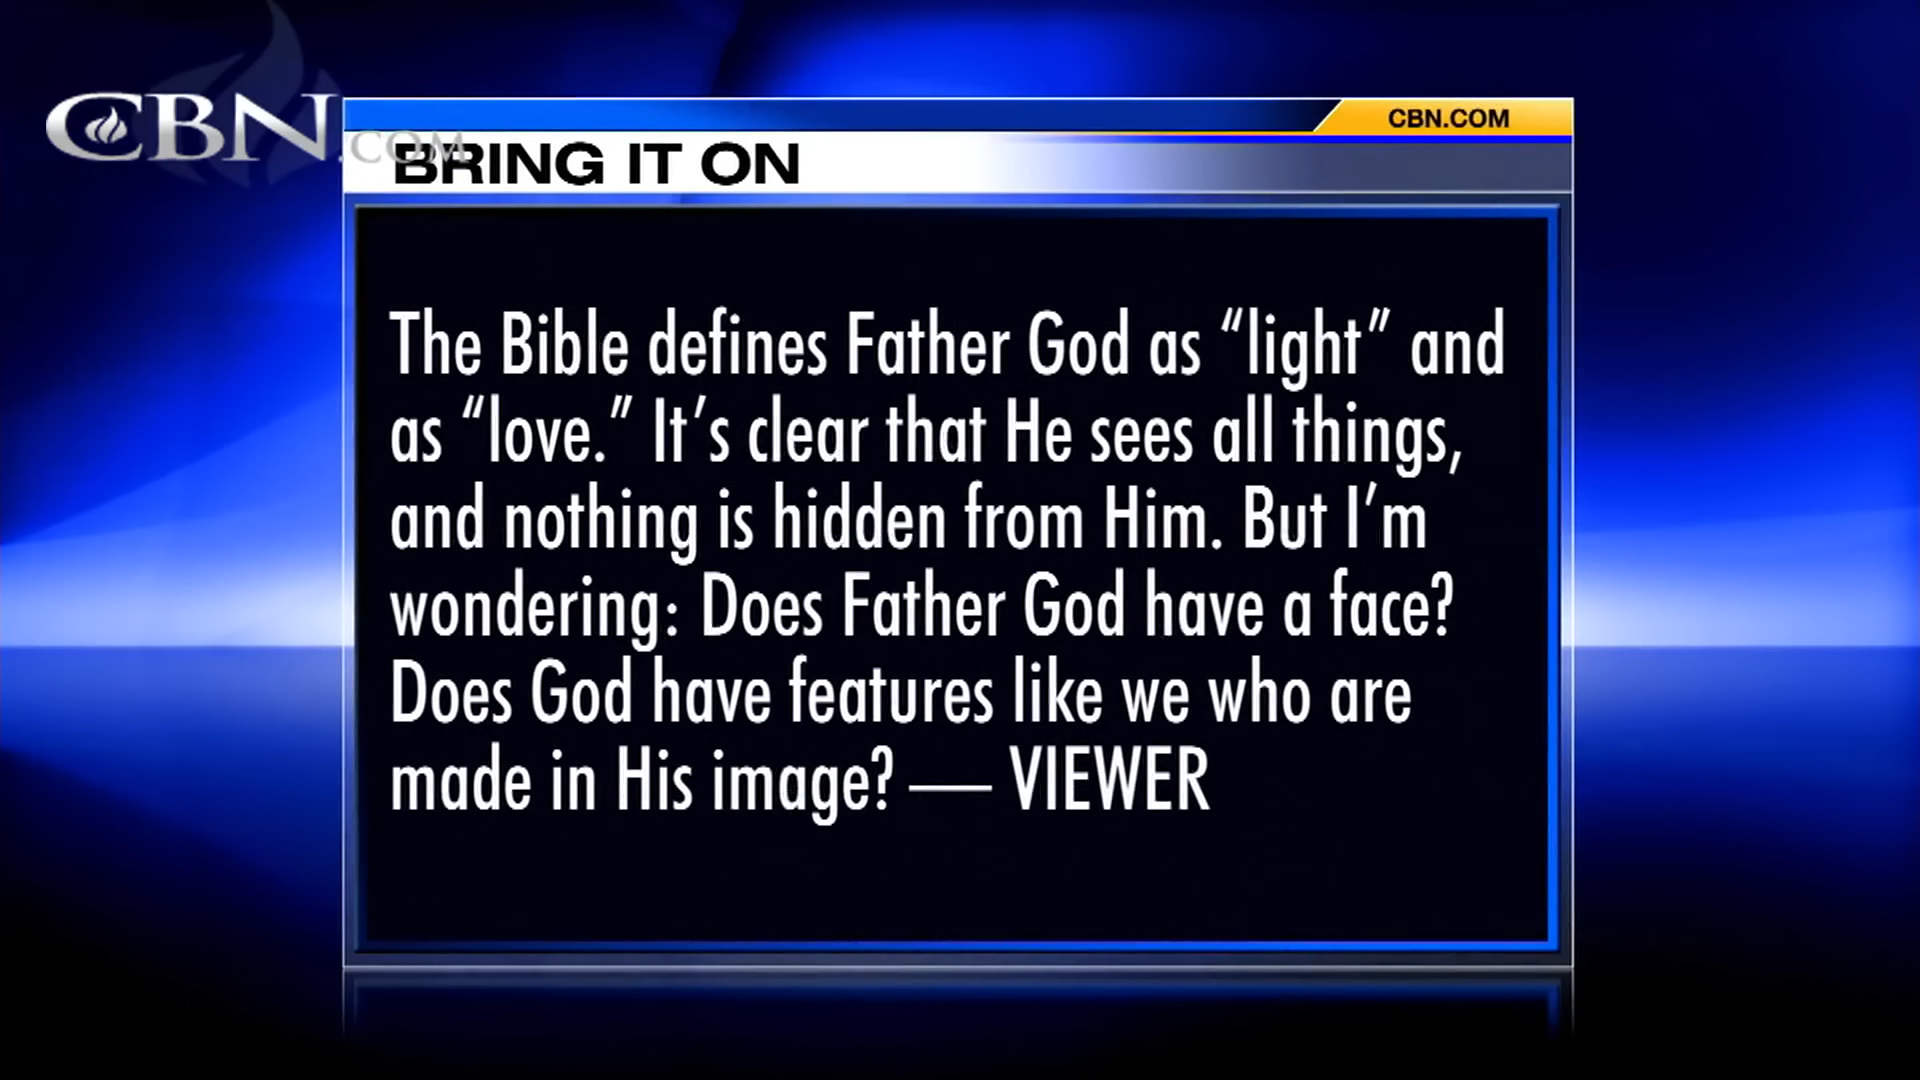 CBN.COM
CBN.COM
BRING IT ON
The Bible defines Father God as “light” and
as “love.” It’s clear that He sees all things,
and nothing is hidden from Him. But I’m
wondering: Does Father God have a face?
Does God have features like we who are
made in His image? — VIEWER